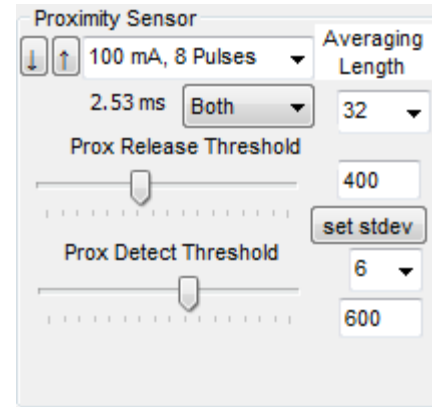 Proximity Sensor
↓ ↑ 100 mA, 8 Pulses
Averaging
Length
2.53 ms Both 32
Prox Release Threshold
400
set stdev
Prox Detect Threshold
6
600